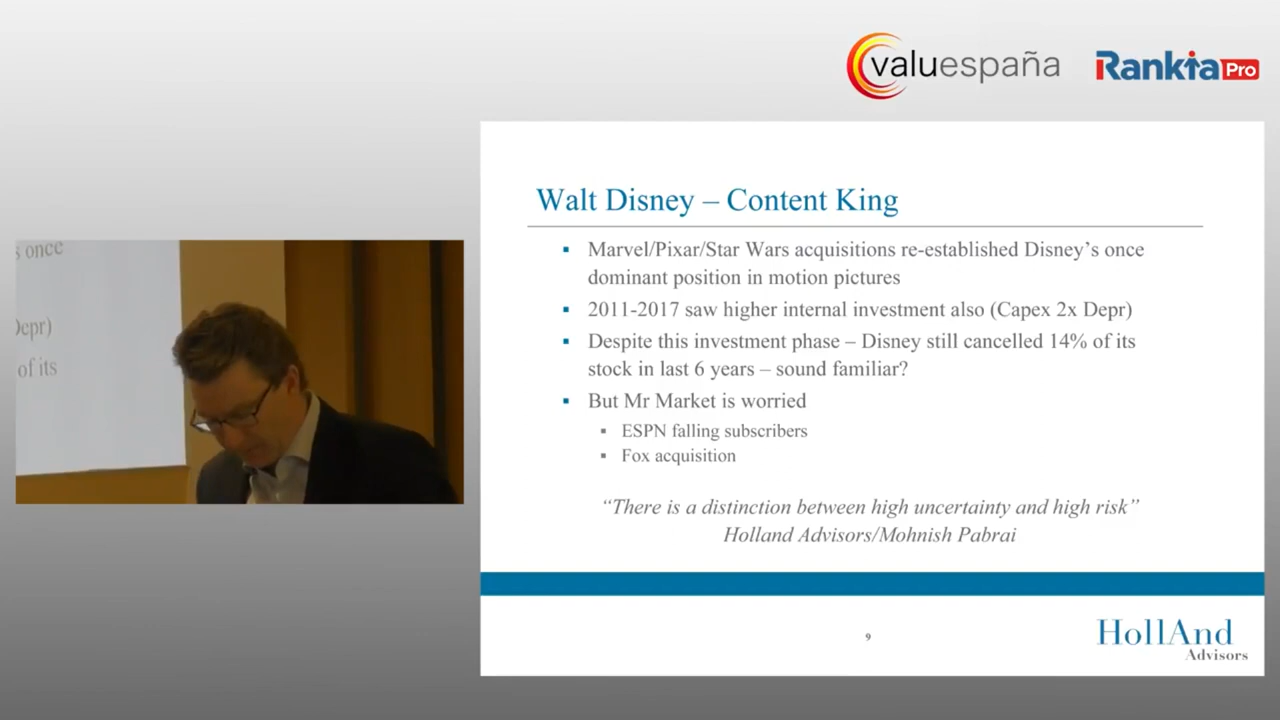 valuespaña
Rankia Pro
Walt Disney – Content King
▪ Marvel/Pixar/Star Wars acquisitions re-established Disney’s once
dominant position in motion pictures
▪ 2011-2017 saw higher internal investment also (Capex 2x Depr)
▪ Despite this investment phase – Disney still cancelled 14% of its
stock in last 6 years – sound familiar?
▪ But Mr Market is worried
▪ ESPN falling subscribers
▪ Fox acquisition
“There is a distinction between high uncertainty and high risk”
Holland Advisors/Mohnish Pabrai
9
HollAnd
Advisors
s once
Depr)
of its